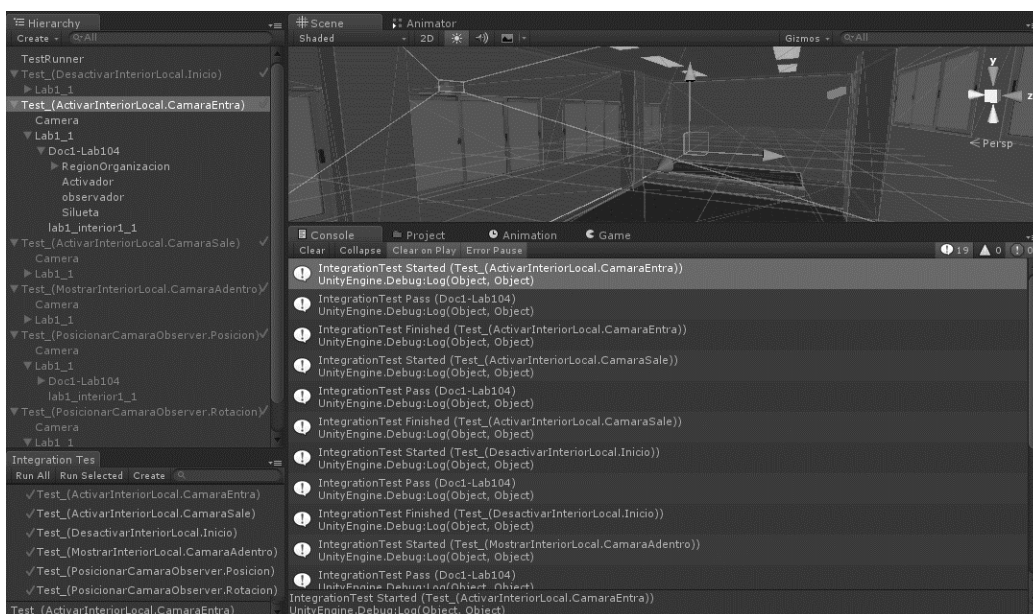 Hierarchy
Create
All
TestRunner
Test_(DesactivarInteriorLocal.Inicio)
Lab1_1
Test_(ActivarInteriorLocal.CamaraEntra)
Camera
Lab1_1
Doc1-Lab104
RegionOrganizacion
Activador
observador
Silueta
lab1_interior1_1
Test_(ActivarInteriorLocal.CamaraSale)
Camera
Lab1_1
Test_(MostrarInteriorLocal.CamaraAdentro)
Camera
Lab1_1
Test_(PosicionarCamaraObserver.Posicion)
Camera
Lab1_1
Doc1-Lab104
lab1_interior1_1
Test_(PosicionarCamaraObserver.Rotacion)
Camera
Lab1_1
Integration Tes
Run All Run Selected Create
Test_(ActivarInteriorLocal.CamaraEntra)
Test_(ActivarInteriorLocal.CamaraSale)
Test_(DesactivarInteriorLocal.Inicio)
Test_(MostrarInteriorLocal.CamaraAdentro)
Test_(PosicionarCamaraObserver.Posicion)
Test_(PosicionarCamaraObserver.Rotacion)
Test_(ActivarInteriorLocal.CamaraEntra)
Scene Animator
Shaded 2D Gizmos All
y
z
Persp
Console Project Animation Game
Clear Collapse Clear on Play Error Pause 19 0 0
IntegrationTest Started (Test_(ActivarInteriorLocal.CamaraEntra))
UnityEngine.Debug:Log(Object, Object)
IntegrationTest Pass (Doc1-Lab104)
UnityEngine.Debug:Log(Object, Object)
IntegrationTest Finished (Test_(ActivarInteriorLocal.CamaraEntra))
UnityEngine.Debug:Log(Object, Object)
IntegrationTest Started (Test_(ActivarInteriorLocal.CamaraSale))
UnityEngine.Debug:Log(Object, Object)
IntegrationTest Pass (Doc1-Lab104)
UnityEngine.Debug:Log(Object, Object)
IntegrationTest Finished (Test_(ActivarInteriorLocal.CamaraSale))
UnityEngine.Debug:Log(Object, Object)
IntegrationTest Started (Test_(DesactivarInteriorLocal.Inicio))
UnityEngine.Debug:Log(Object, Object)
IntegrationTest Pass (Doc1-Lab104)
UnityEngine.Debug:Log(Object, Object)
IntegrationTest Finished (Test_(DesactivarInteriorLocal.Inicio))
UnityEngine.Debug:Log(Object, Object)
IntegrationTest Started (Test_(MostrarInteriorLocal.CamaraAdentro))
UnityEngine.Debug:Log(Object, Object)
IntegrationTest Pass (Doc1-Lab104)
UnityEngine.Debug:Log(Object, Object)
IntegrationTest Started (Test_(ActivarInteriorLocal.CamaraEntra))
UnityEngine.Debug:Log(Object, Object)